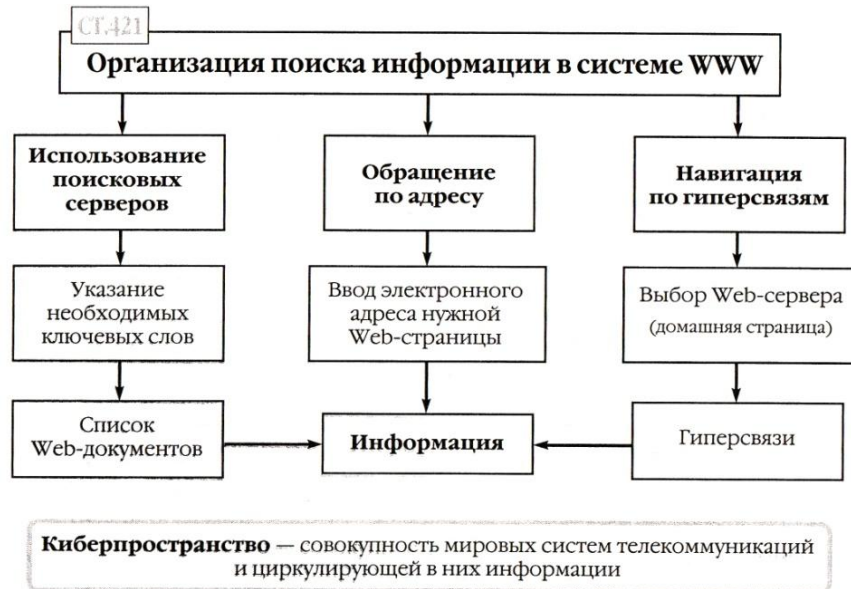 СТ.421
Организация поиска информации в системе WWW
Использование
поисковых
серверов
Обращение
по адресу
Навигация
по гиперсвязям
Указание
необходимых
ключевых слов
Ввод электронного
адреса нужной
Web-страницы
Выбор Web-сервера
(домашняя страница)
Список
Web-документов
Информация
Гиперсвязи
Киберпространство — совокупность мировых систем телекоммуникаций
и циркулирующей в них информации